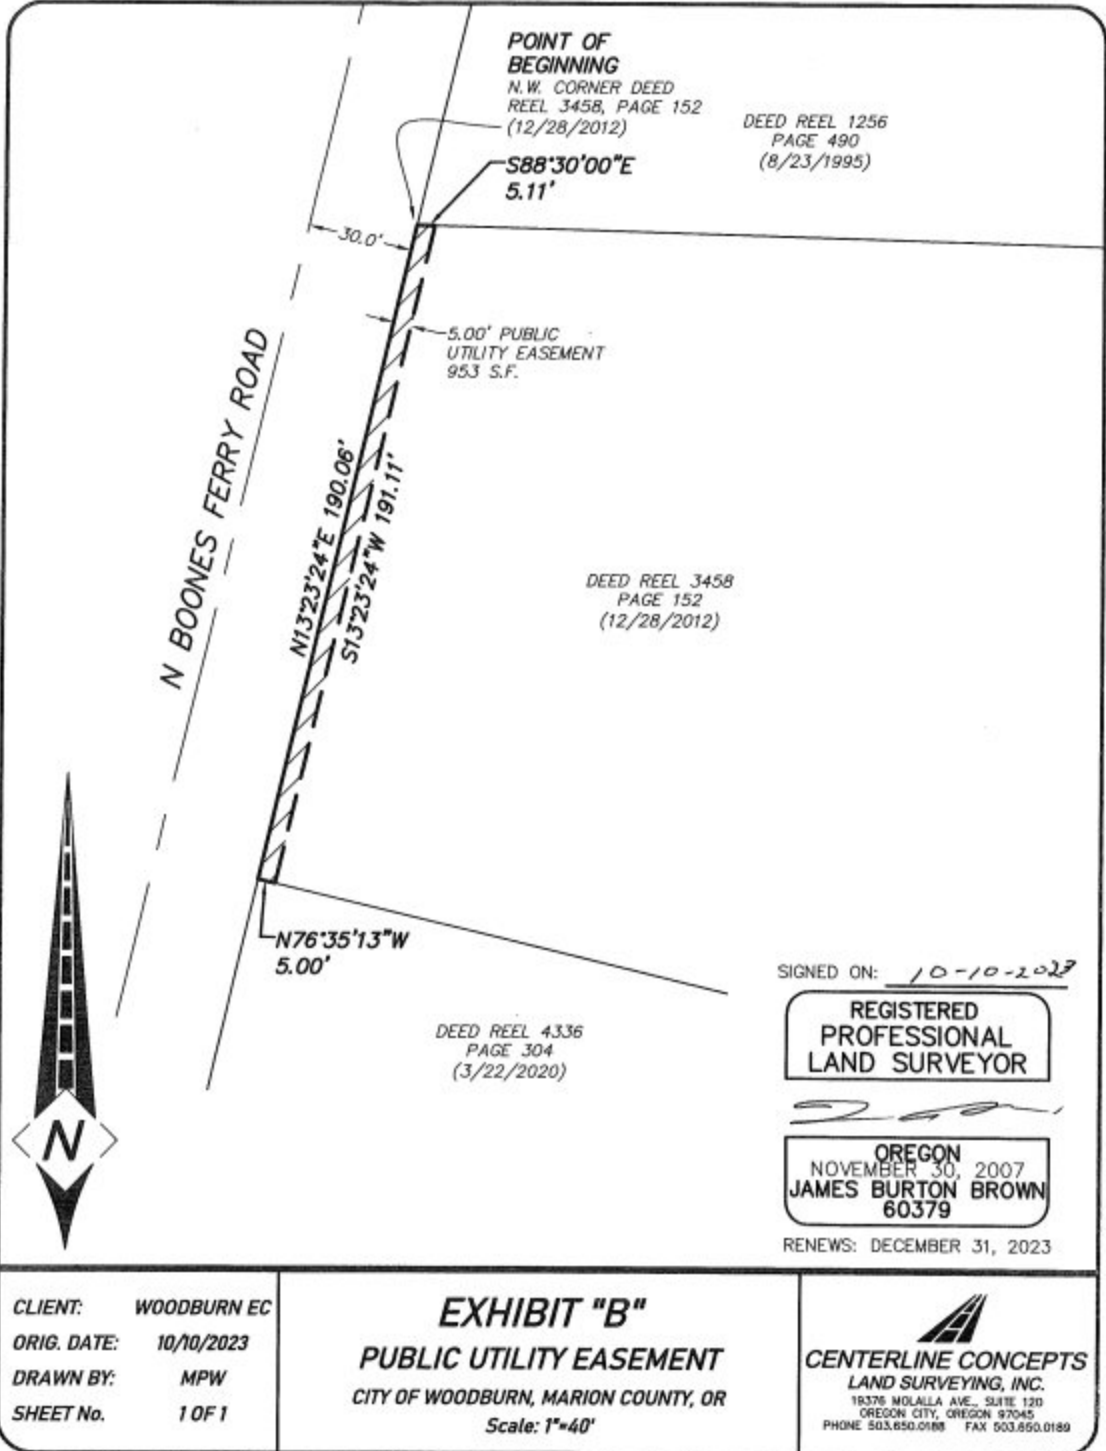 POINT OF
BEGINNING
N.W. CORNER DEED
REEL 3458, PAGE 152
(12/28/2012)
DEED REEL 1256
PAGE 490
(8/23/1995)
S88°30'00"E
5.11'
30.0'
5.00' PUBLIC
UTILITY EASEMENT
953 S.F.
N BOONES FERRY ROAD
N13°23'24"E 190.06'
S13°23'24"W 191.11'
DEED REEL 3458
PAGE 152
(12/28/2012)
N76°35'13"W
5.00'
DEED REEL 4336
PAGE 304
(3/22/2020)
N
SIGNED ON: 10-10-2023
REGISTERED
PROFESSIONAL
LAND SURVEYOR
OREGON
NOVEMBER 30, 2007
JAMES BURTON BROWN
60379
RENEWS: DECEMBER 31, 2023
CLIENT: WOODBURN EC
ORIG. DATE: 10/10/2023
DRAWN BY: MPW
SHEET No. 1 OF 1
EXHIBIT "B"
PUBLIC UTILITY EASEMENT
CITY OF WOODBURN, MARION COUNTY, OR
Scale: 1"=40'
CENTERLINE CONCEPTS
LAND SURVEYING, INC.
19376 MOLALLA AVE., SUITE 120
OREGON CITY, OREGON 97045
PHONE 503.650.0188 FAX 503.650.0189